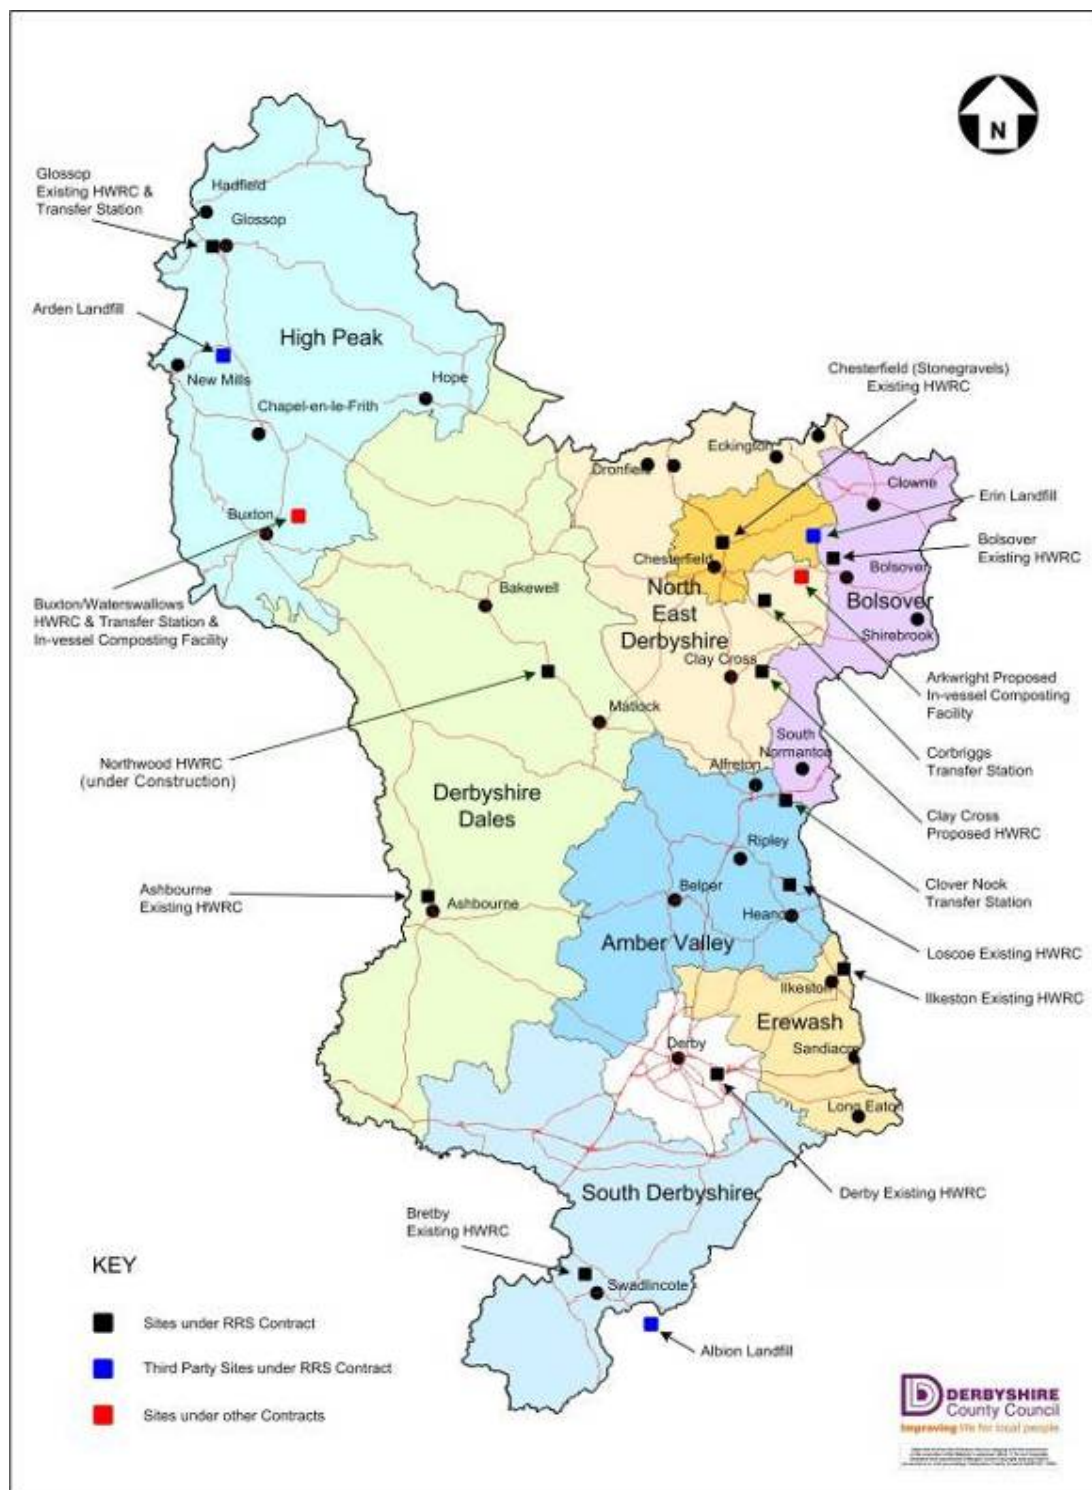 N
Glossop
Existing HWRC &
Transfer Station
Hadfield
Glossop
Arden Landfill
High Peak
New Mills
Hope
Chapel-en-le-Frith
Chesterfield (Stonegravels)
Existing HWRC
Eckington
Dronfield
Clowne
Erin Landfill
Buxton
Chesterfield
Bolsover
Existing HWRC
Bolsover
Bakewell
North
East
Derbyshire
Bolsover
Shirebrook
Buxton/Waterswallows
HWRC & Transfer Station &
In-vessel Composting Facility
Clay Cross
Arkwright Proposed
In-vessel Composting
Facility
Matlock
South
Normanton
Corbriggs
Transfer Station
Northwood HWRC
(under Construction)
Alfreton
Derbyshire
Dales
Clay Cross
Proposed HWRC
Ripley
Ashbourne
Existing HWRC
Ashbourne
Belper
Heanor
Clover Nook
Transfer Station
Amber Valley
Loscoe Existing HWRC
Ilkeston
Ilkeston Existing HWRC
Erewash
Derby
Sandiacre
Long Eaton
South Derbyshire
Derby Existing HWRC
Bretby
Existing HWRC
Swadlincote
Albion Landfill
KEY
Sites under RRS Contract
Third Party Sites under RRS Contract
Sites under other Contracts
DERBYSHIRE
County Council
Improving life for local people